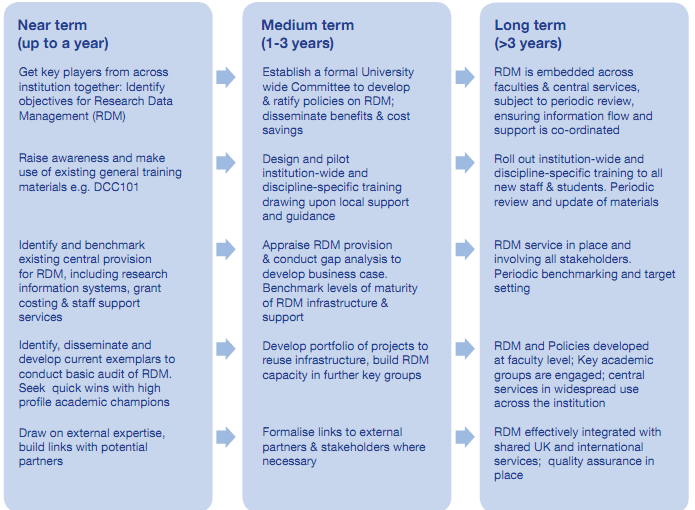 Near term
(up to a year)
Get key players from across
institution together: Identify
objectives for Research Data
Management (RDM)
Raise awareness and make
use of existing general training
materials e.g. DCC101
Identify and benchmark
existing central provision
for RDM, including research
information systems, grant
costing & staff support
services
Identify, disseminate and
develop current exemplars to
conduct basic audit of RDM.
Seek quick wins with high
profile academic champions
Draw on external expertise,
build links with potential
partners
Medium term
(1-3 years)
Establish a formal University
wide Committee to develop
& ratify policies on RDM;
disseminate benefits & cost
savings
Design and pilot
institution-wide and
discipline-specific training
drawing upon local support
and guidance
Appraise RDM provision
& conduct gap analysis to
develop business case.
Benchmark levels of maturity
of RDM infrastructure &
support
Develop portfolio of projects to
reuse infrastructure, build RDM
capacity in further key groups
Formalise links to external
partners & stakeholders where
necessary
Long term
(>3 years)
RDM is embedded across
faculties & central services,
subject to periodic review,
ensuring information flow and
support is co-ordinated
Roll out institution-wide and
discipline-specific training to all
new staff & students. Periodic
review and update of materials
RDM service in place and
involving all stakeholders.
Periodic benchmarking and target
setting
RDM and Policies developed
at faculty level; Key academic
groups are engaged; central
services in widespread use
across the institution
RDM effectively integrated with
shared UK and international
services; quality assurance in
place